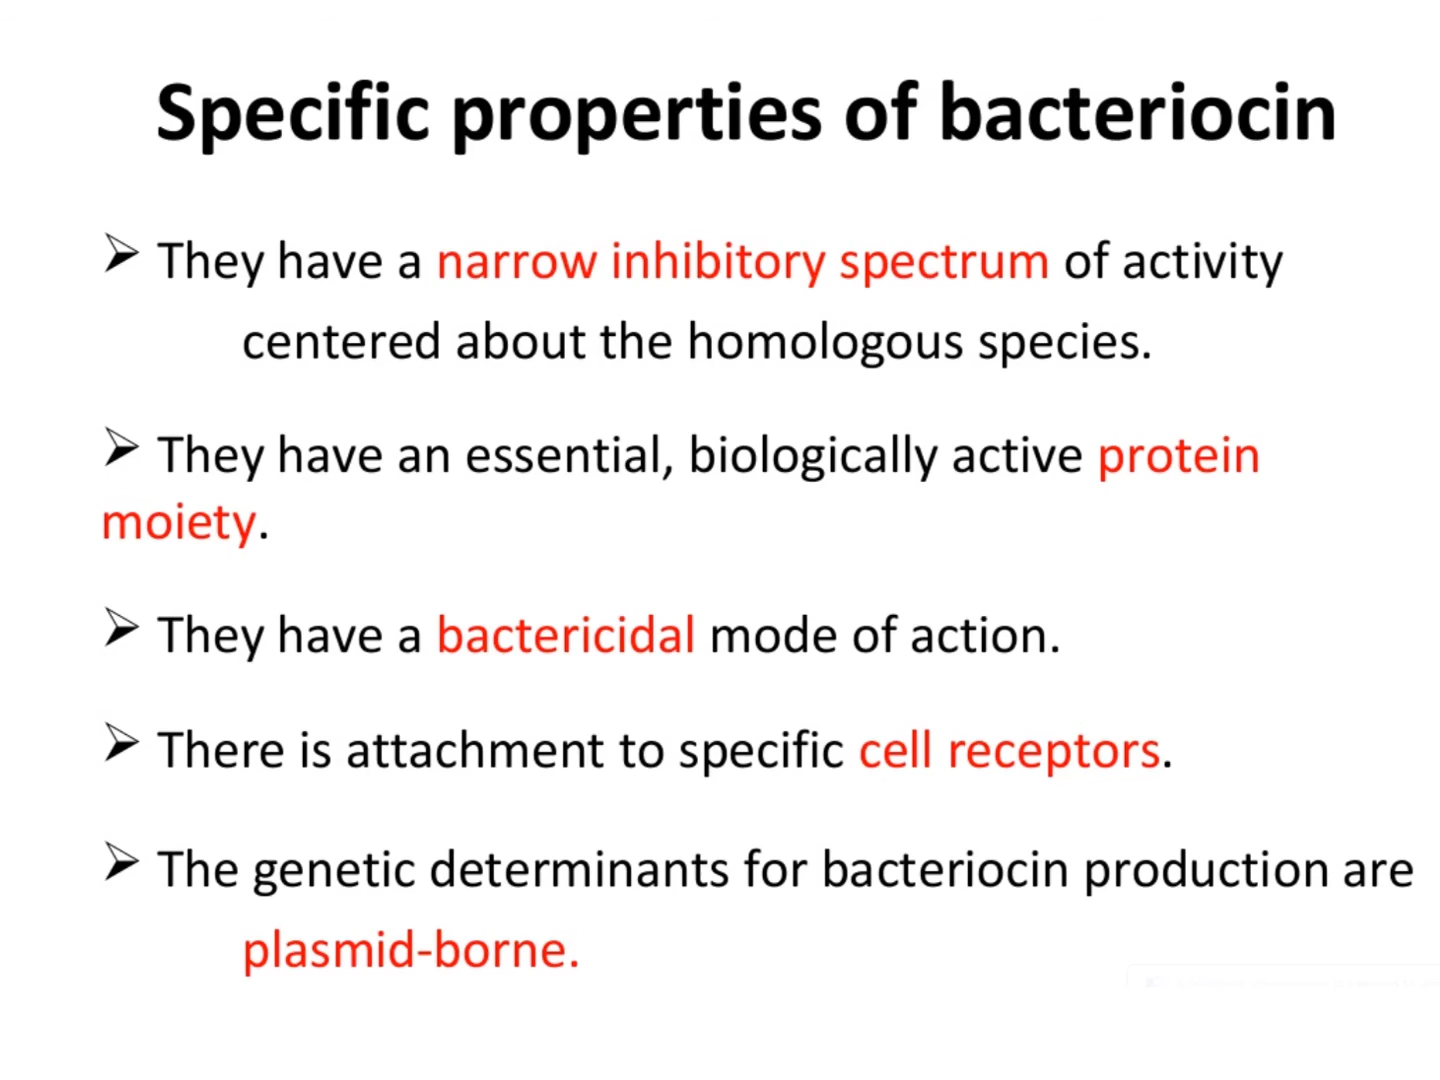 Specific properties of bacteriocin
➢ They have a narrow inhibitory spectrum of activity
centered about the homologous species.
➢ They have an essential, biologically active protein
moiety.
➢ They have a bactericidal mode of action.
➢ There is attachment to specific cell receptors.
➢ The genetic determinants for bacteriocin production are
plasmid-borne.